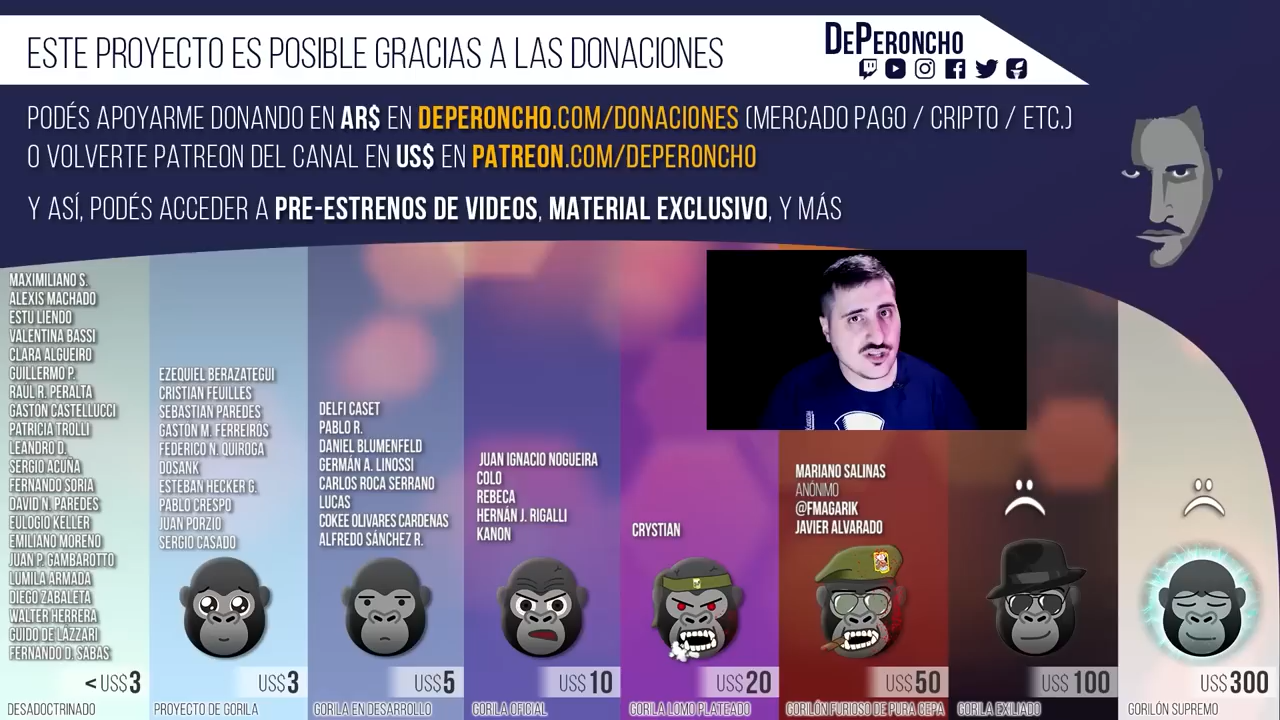 ESTE PROYECTO ES POSIBLE GRACIAS A LAS DONACIONES
DEPERONCHO
PODÉS APOYARME DONANDO EN AR$ EN DEPERONCHO.COM/DONACIONES (MERCADO PAGO / CRIPTO / ETC.)
O VOLVERTE PATREON DEL CANAL EN US$ EN PATREON.COM/DEPERONCHO
Y ASÍ, PODÉS ACCEDER A PRE-ESTRENOS DE VIDEOS, MATERIAL EXCLUSIVO, Y MÁS
MAXIMILIANO S.
ALEXIS MACHADO
ESTU LIENDO
VALENTINA BASSI
CLARA ALGUEIRO
GUILLERMO P.
RAUL R. PERALTA
GASTON CASTELLUCCI
PATRICIA TROLLI
LEANDRO D.
SERGIO ACUÑA
FERNANDO SORIA
DAVID N. PAREDES
EULOGIO KELLER
EMILIANO MORENO
JUAN P. GAMBAROTTO
LUMILA ARMADA
DIEGO ZABALETA
WALTER HERRERA
GUIDO DE LAZZARI
FERNANDO D. SABAS
< US$3
DESADOCTRINADO
EZEQUIEL BERAZATEGUI
CRISTIAN FEUILLES
SEBASTIAN PAREDES
GASTÓN M. FERREIROS
FEDERICO N. QUIROGA
DOSANK
ESTEBAN HECKER G.
PABLO CRESPO
JUAN PORZIO
SERGIO CASADO
US$3
PROYECTO DE GORILA
DELFI CASET
PABLO R.
DANIEL BLUMENFELD
GERMÁN A. LINOSSI
CARLOS ROCA SERRANO
LUCAS
COKEE OLIVARES CARDENAS
ALFREDO SÁNCHEZ R.
US$5
GORILA EN DESARROLLO
JUAN IGNACIO NOGUEIRA
COLO
REBECA
HERNÁN J. RIGALLI
KANON
US$ 10
GORILA OFICIAL
CRYSTIAN
US$20
GORILA LOMO PLATEADO
MARIANO SALINAS
ANÓNIMO
@FMAGARIK
JAVIER ALVARADO
US$50
GORILÓN FURIOSO DE PURA CEPA
US$ 100
GORILA EXILIADO
US$300
GORILÓN SUPREMO